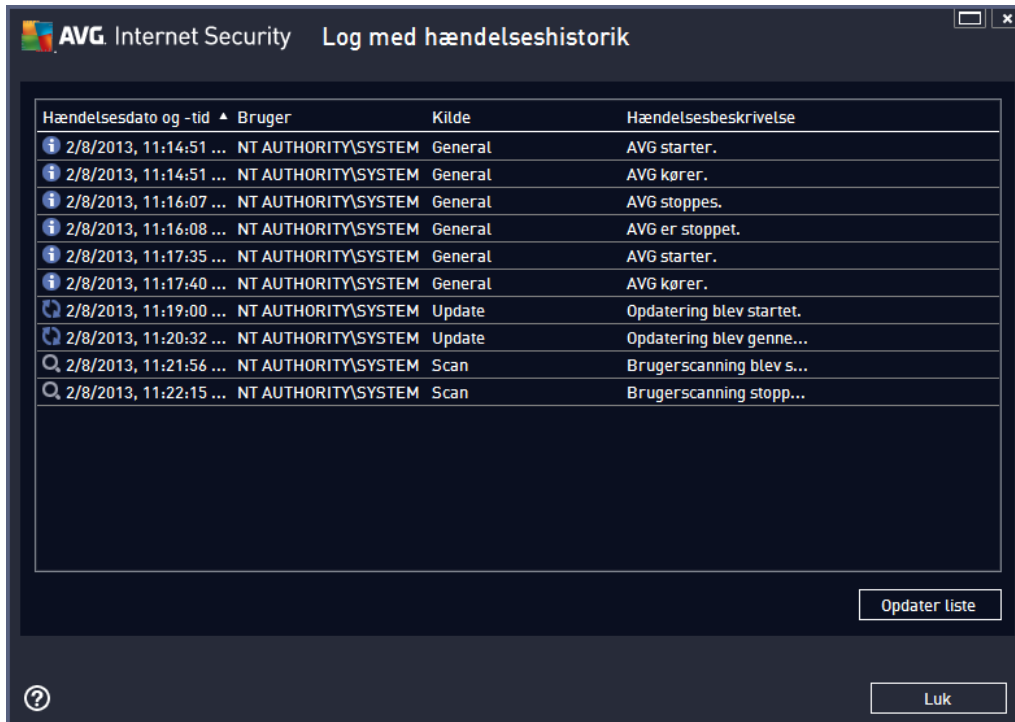 AVG. Internet Security Log med hændelseshistorik
Hændelsesdato og -tid Bruger Kilde Hændelsesbeskrivelse
2/8/2013, 11:14:51 ... NT AUTHORITY\SYSTEM General AVG starter.
2/8/2013, 11:14:51 ... NT AUTHORITY\SYSTEM General AVG kører.
2/8/2013, 11:16:07 ... NT AUTHORITY\SYSTEM General AVG stoppes.
2/8/2013, 11:16:08 ... NT AUTHORITY\SYSTEM General AVG er stoppet.
2/8/2013, 11:17:35 ... NT AUTHORITY\SYSTEM General AVG starter.
2/8/2013, 11:17:40 ... NT AUTHORITY\SYSTEM General AVG kører.
2/8/2013, 11:19:00 ... NT AUTHORITY\SYSTEM Update Opdatering blev startet.
2/8/2013, 11:20:32 ... NT AUTHORITY\SYSTEM Update Opdatering blev genne...
2/8/2013, 11:21:56 ... NT AUTHORITY\SYSTEM Scan Brugerscanning blev s...
2/8/2013, 11:22:15 ... NT AUTHORITY\SYSTEM Scan Brugerscanning stopp...
Opdater liste
Luk